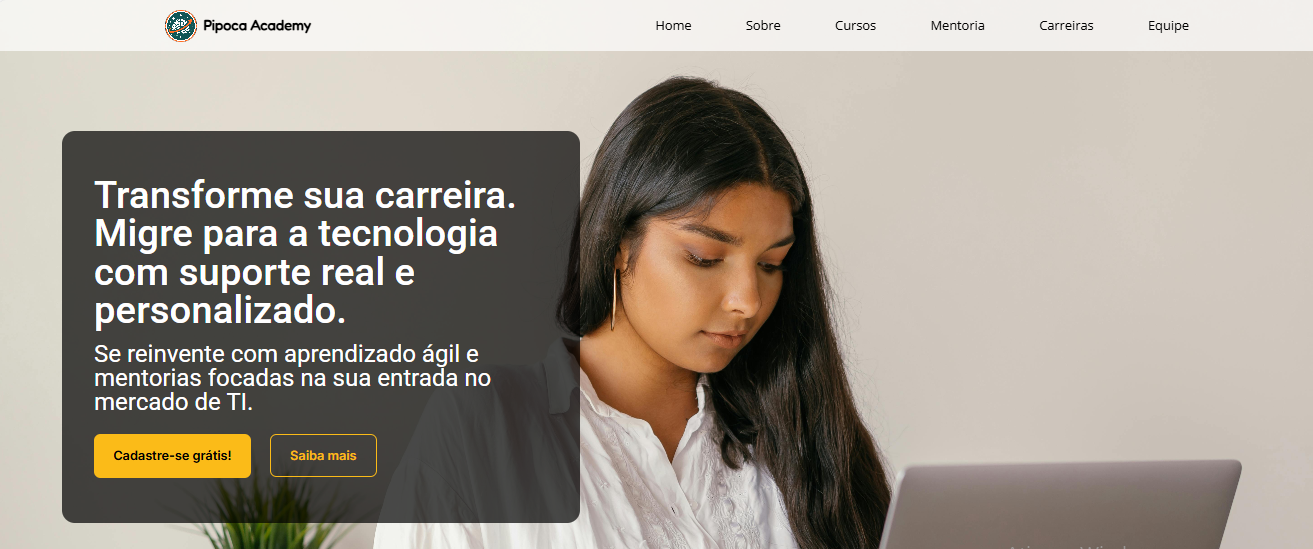 Pipoca Academy
Home Sobre Cursos Mentoria Carreiras Equipe
Transforme sua carreira.
Migre para a tecnologia
com suporte real e
personalizado.
Se reinvente com aprendizado ágil e
mentorias focadas na sua entrada no
mercado de TI.
Cadastre-se grátis! Saiba mais